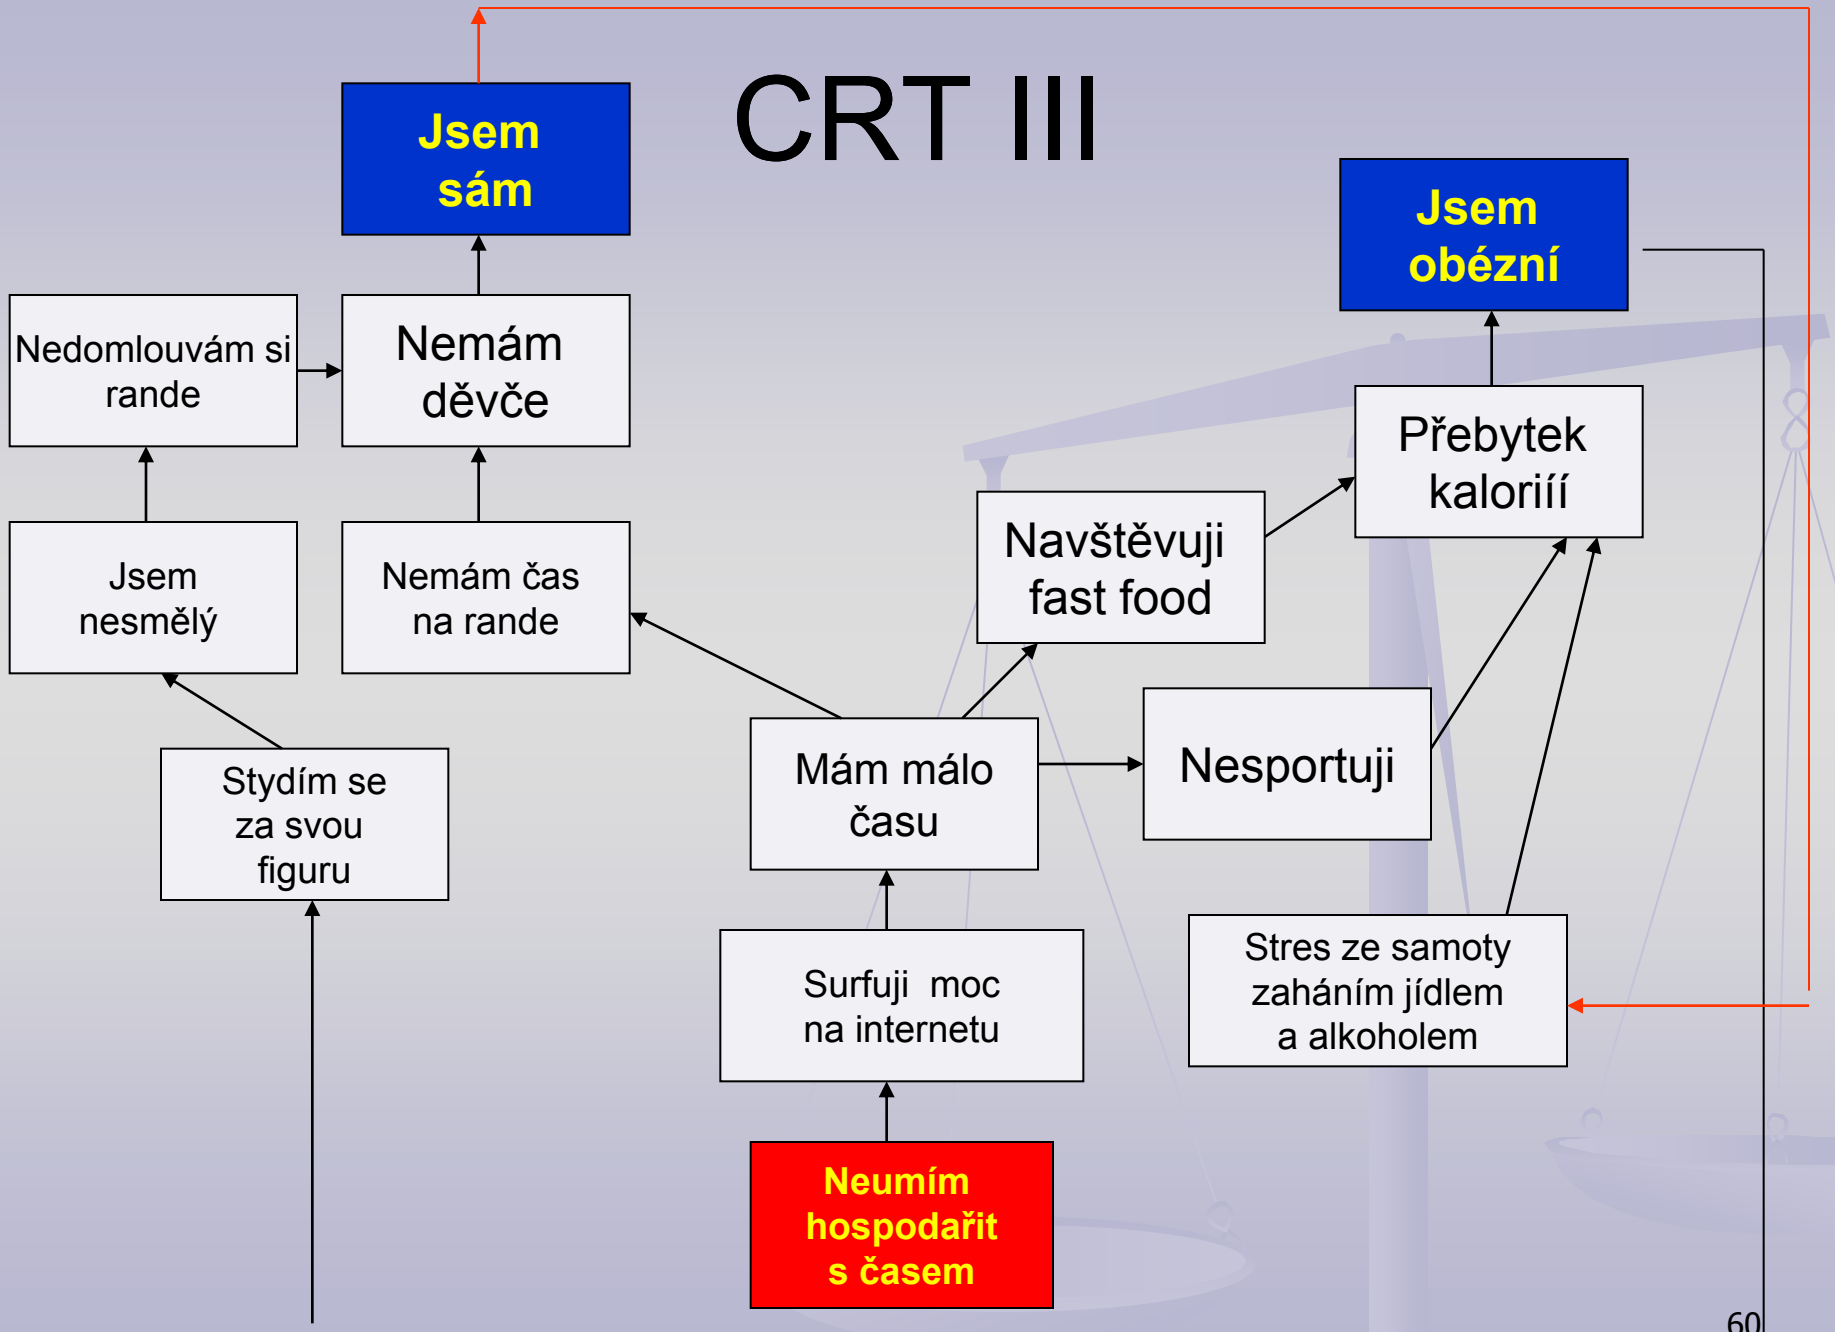 CRT III
Jsem
sám
Jsem
obézní
Nedomlouvám si
rande
Nemám
děvče
Přebytek
kaloriíí
Navštěvuji
fast food
Jsem
nesmělý
Nemám čas
na rande
Stydím se
za svou
figuru
Mám málo
času
Nesportuji
Surfuji  moc
na internetu
Stres ze samoty
zaháním jídlem
a alkoholem
Neumím
hospodařit
s časem
60